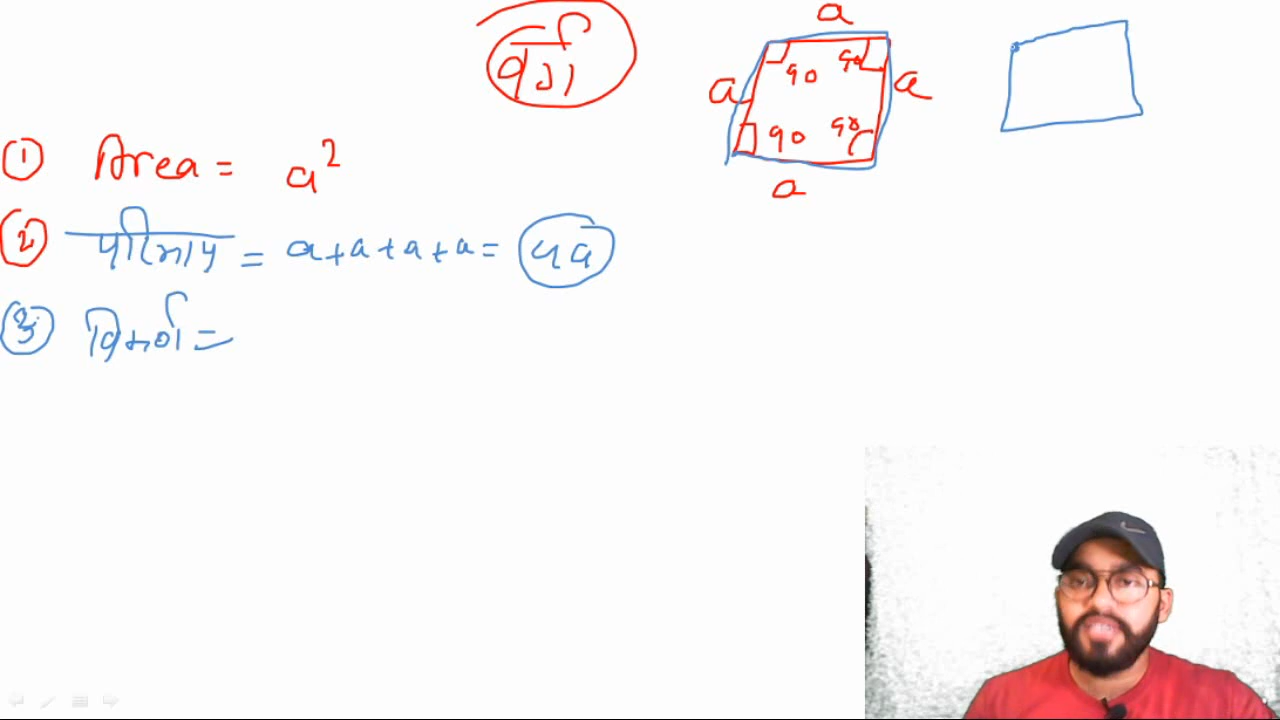 वर्ग
a
a 90 90 a
90 90
a
① Area = a²
② परिमाप = a+a+a+a = 4a
③ विकर्ण =